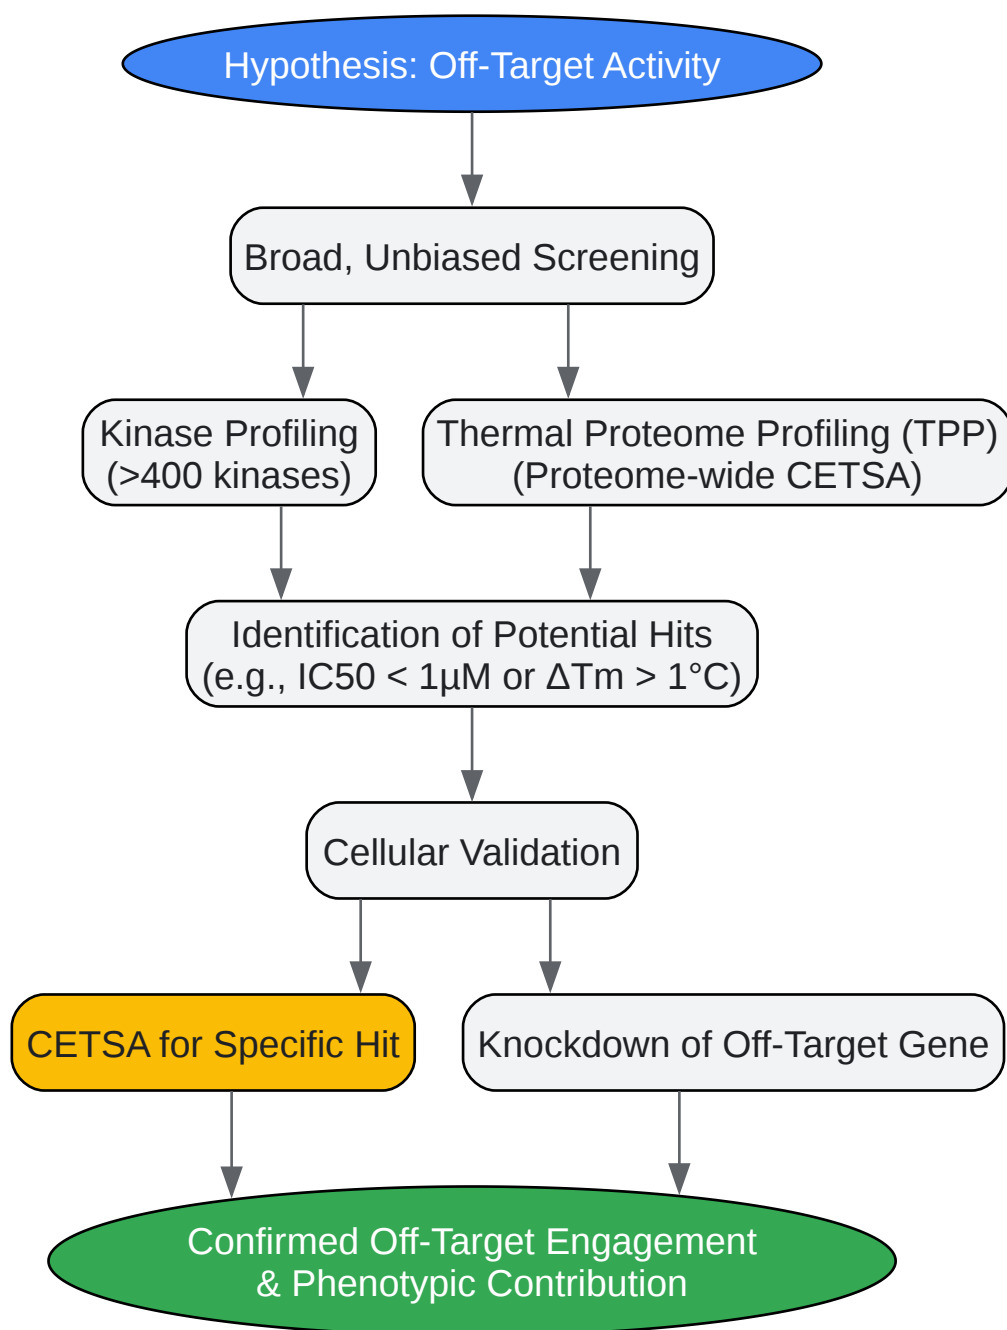 Hypothesis: Off-Target Activity
Broad, Unbiased Screening
Kinase Profiling
(>400 kinases)
Thermal Proteome Profiling (TPP)
(Proteome-wide CETSA)
Identification of Potential Hits
(e.g., IC50 < 1µM or ΔTm > 1°C)
Cellular Validation
CETSA for Specific Hit
Knockdown of Off-Target Gene
Confirmed Off-Target Engagement
& Phenotypic Contribution